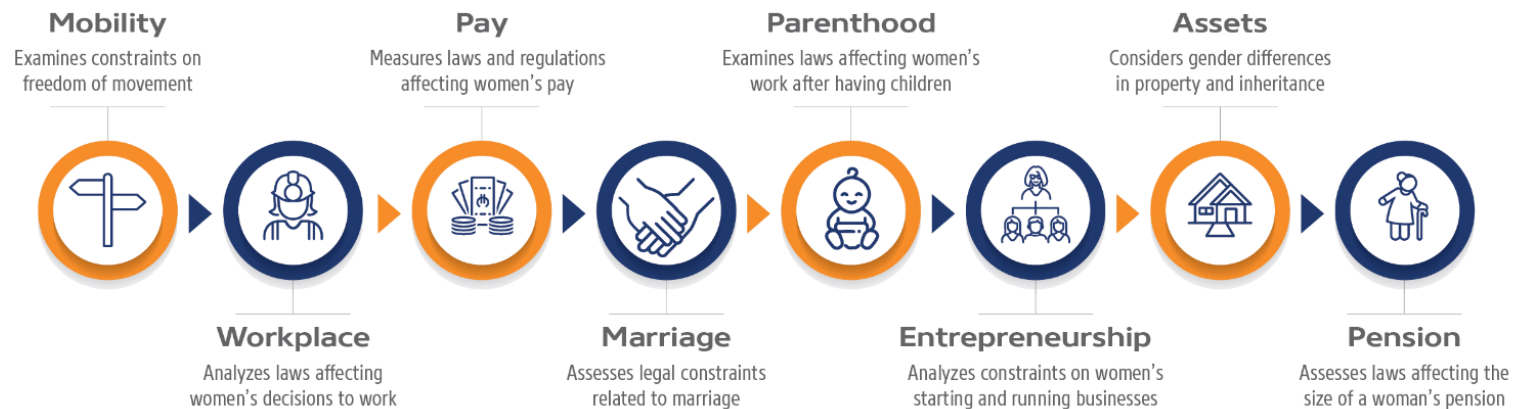 Mobility
Examines constraints on
freedom of movement
Workplace
Analyzes laws affecting
women's decisions to work
Pay
Measures laws and regulations
affecting women's pay
Marriage
Assesses legal constraints
related to marriage
Parenthood
Examines laws affecting women's
work after having children
Entrepreneurship
Analyzes constraints on women's
starting and running businesses
Assets
Considers gender differences
in property and inheritance
Pension
Assesses laws affecting the
size of a woman's pension